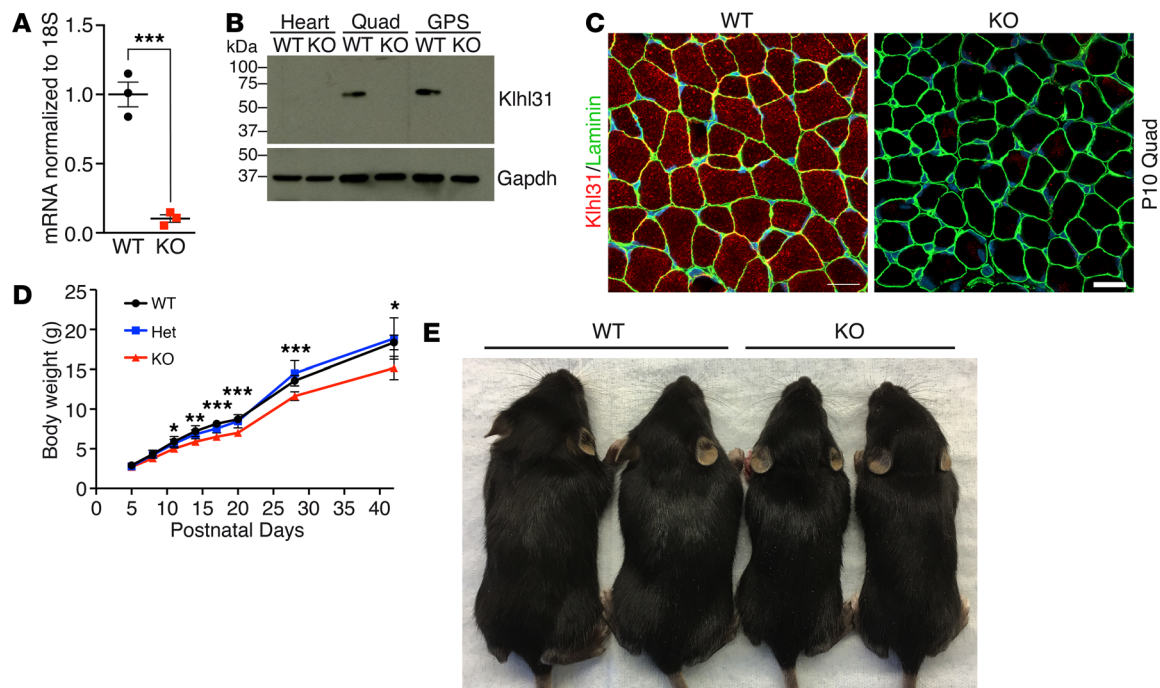 A
mRNA normalized to 18S
1.5
1.0
0.5
0.0
***
WT KO
B
Heart Quad GPS
kDa WT KO WT KO WT KO
100
75
50
37
Klhl31
50
37
Gapdh
C
WT KO
Klhl31/Laminin
P10 Quad
D
Body weight (g)
25
20
15
10
5
0
WT
Het
KO
* ** *** *** *** *
0 5 10 15 20 25 30 35 40
Postnatal Days
E
WT KO